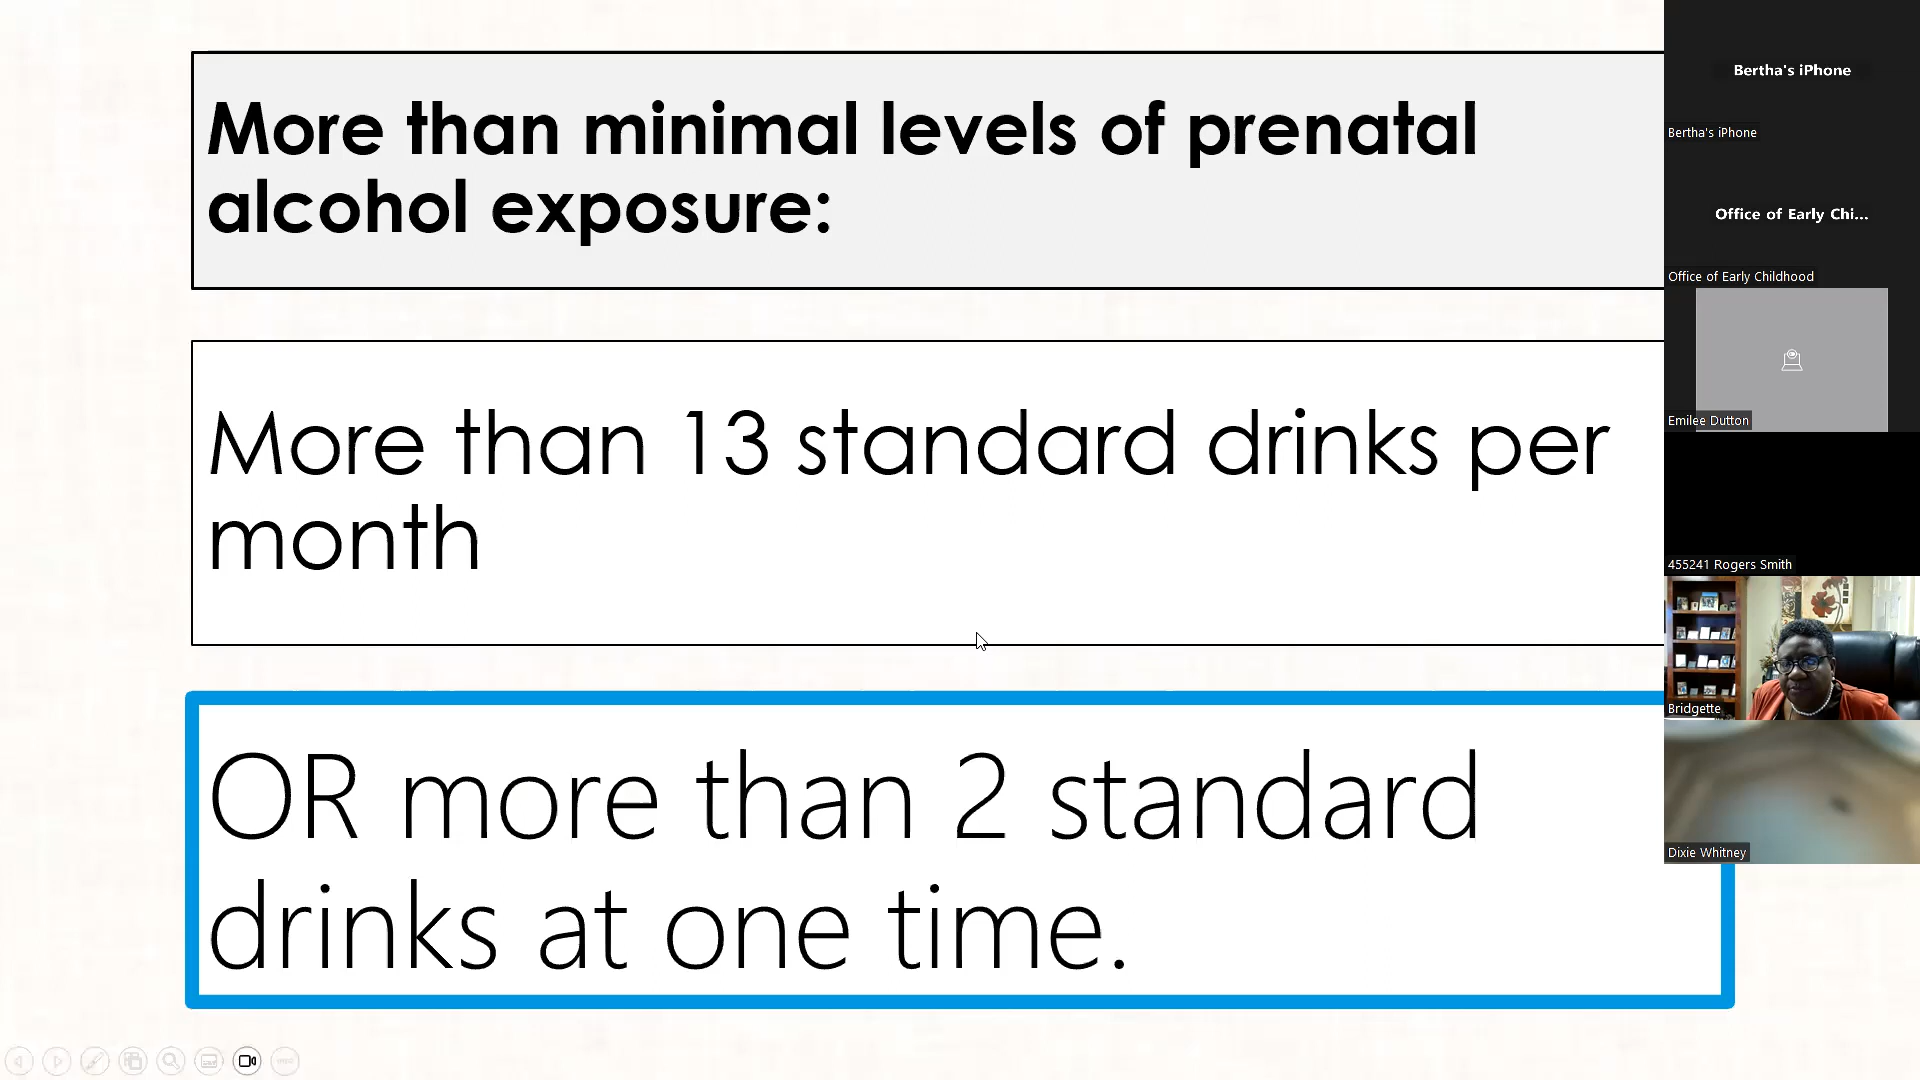 More than minimal levels of prenatal
alcohol exposure:
More than 13 standard drinks per
month
OR more than 2 standard
drinks at one time.
Bertha's iPhone
Bertha's iPhone
Office of Early Chi...
Office of Early Childhood
Emilee Dutton
455241 Rogers Smith
Bridgette
Dixie Whitney